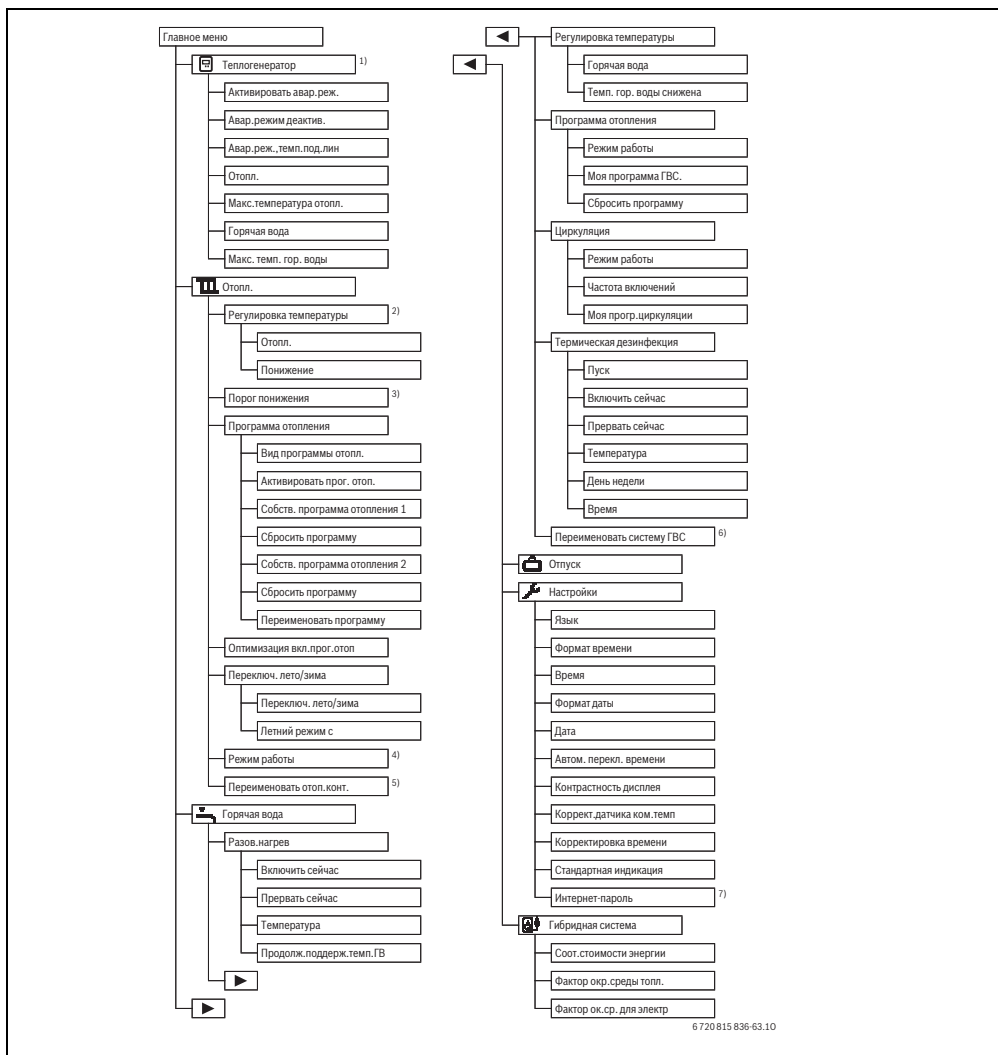 Главное меню
Теплогенератор 1)
Активировать авар.реж.
Авар.режим деактив.
Авар.реж.,темп.под.лин
Отопл.
Макс.температура отопл.
Горячая вода
Макс. темп. гор. воды
Отопл.
Регулировка температуры 2)
Отопл.
Понижение
Порог понижения 3)
Программа отопления
Вид программы отопл.
Активировать прог. отоп.
Собств. программа отопления 1
Сбросить программу
Собств. программа отопления 2
Сбросить программу
Переименовать программу
Оптимизация вкл.прог.отоп
Переключ. лето/зима
Переключ. лето/зима
Летний режим с
Режим работы 4)
Переименовать отоп.конт. 5)
Горячая вода
Разов.нагрев
Включить сейчас
Прервать сейчас
Температура
Продолж.поддерж.темп.ГВ
Регулировка температуры
Горячая вода
Темп. гор. воды снижена
Программа отопления
Режим работы
Моя программа ГВС.
Сбросить программу
Циркуляция
Режим работы
Частота включений
Моя прогр.циркуляции
Термическая дезинфекция
Пуск
Включить сейчас
Прервать сейчас
Температура
День недели
Время
Переименовать систему ГВС 6)
Отпуск
Настройки
Язык
Формат времени
Время
Формат даты
Дата
Автом. перекл. времени
Контрастность дисплея
Коррект.датчика ком.темп
Корректировка времени
Стандартная индикация
Интернет-пароль 7)
Гибридная система
Соот.стоимости энергии
Фактор окр.среды топл.
Фактор ок.ср. для электр
6 720 815 836-63.1O